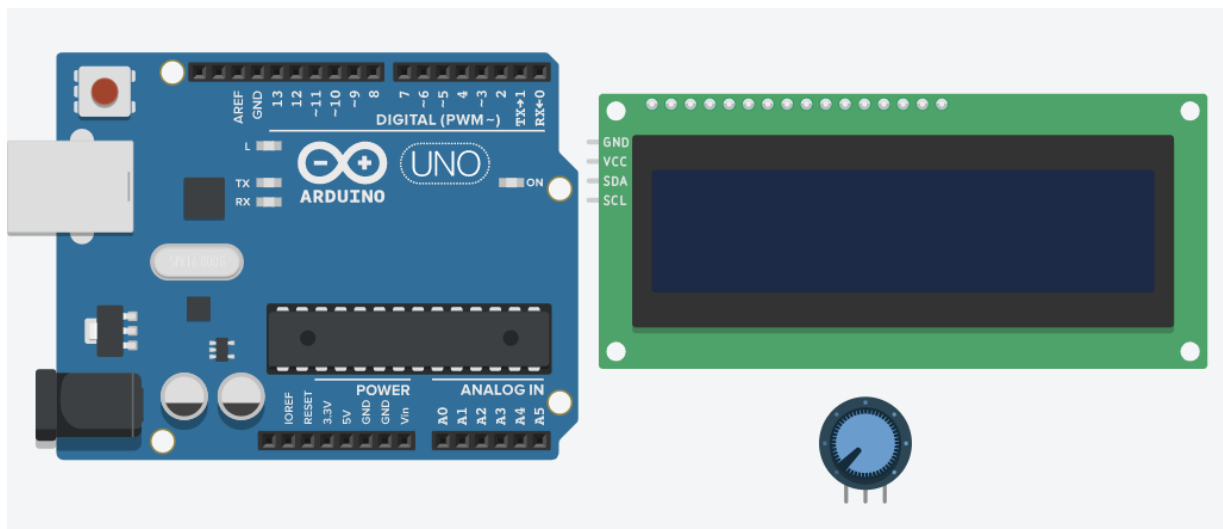 AREF
GND
13
12
~11
~10
~9
8
7
~6
~5
4
~3
2
TX→1
RX←0
DIGITAL (PWM~)
L
TX
RX
ARDUINO
UNO
ON
GND
VCC
SDA
SCL
POWER
ANALOG IN
IOREF
RESET
3.3V
5V
GND
GND
Vin
A0
A1
A2
A3
A4
A5